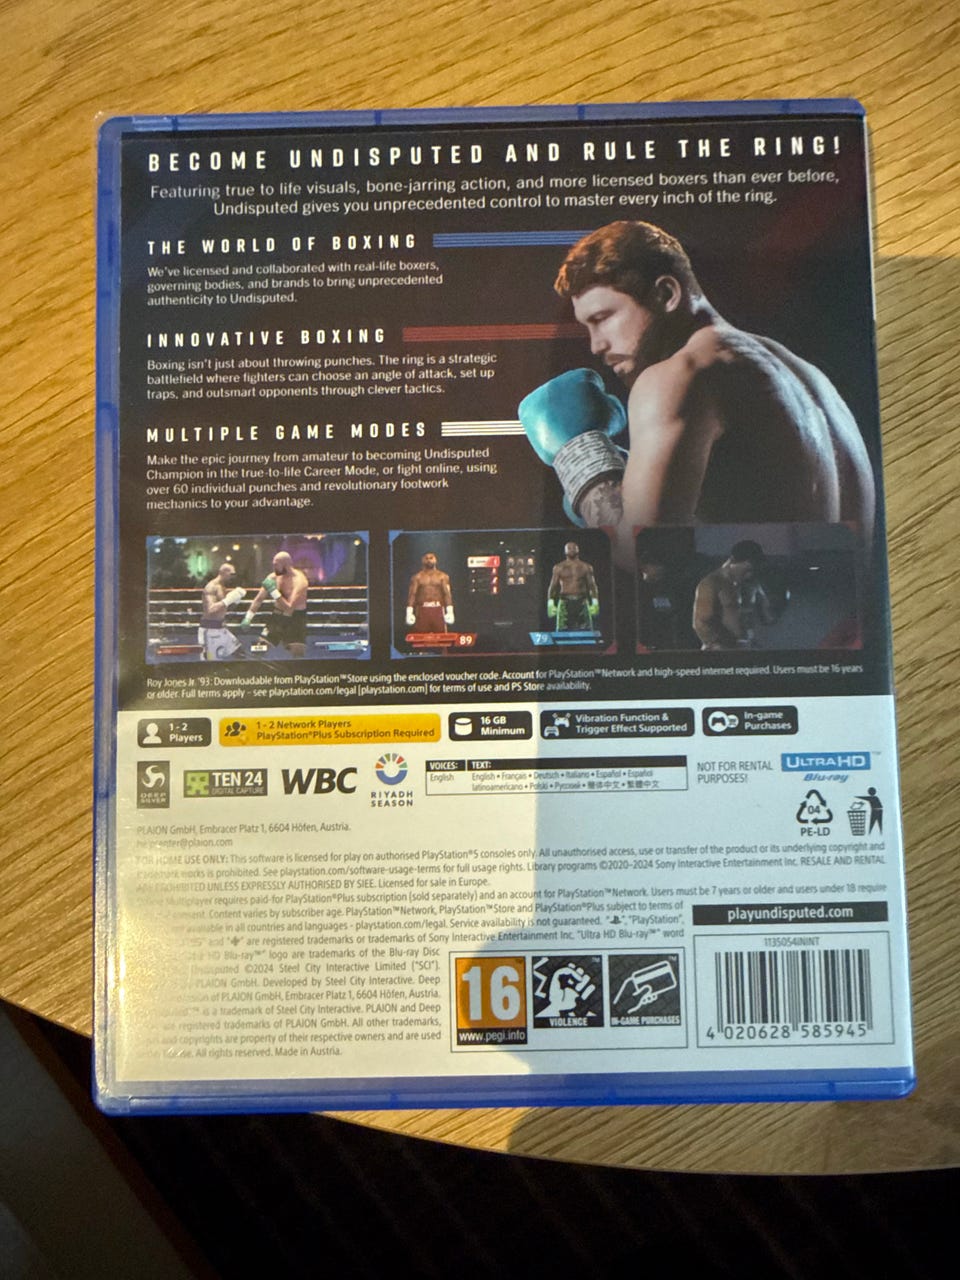 BECOME UNDISPUTED AND RULE THE RING!
Featuring true to life visuals, bone-jarring action, and more licensed boxers than ever before,
Undisputed gives you unprecedented control to master every inch of the ring.
THE WORLD OF BOXING
We've licensed and collaborated with real-life boxers,
governing bodies, and brands to bring unprecedented
authenticity to Undisputed.
INNOVATIVE BOXING
Boxing isn't just about throwing punches. The ring is a strategic
battlefield where fighters can choose an angle of attack, set up
traps, and outsmart opponents through clever tactics.
MULTIPLE GAME MODES
Make the epic journey from amateur to becoming Undisputed
Champion in the true-to-life Career Mode, or fight online, using
over 60 individual punches and revolutionary footwork
mechanics to your advantage.
89
79
Roy Jones Jr. '93: Downloadable from PlayStation™Store using the enclosed voucher code. Account for PlayStation™Network and high-speed internet required. Users must be 16 years
or older. Full terms apply – see playstation.com/legal [playstation.com] for terms of use and PS Store availability.
1 - 2
Players
1 - 2 Network Players
PlayStation®Plus Subscription Required
16 GB
Minimum
Vibration Function &
Trigger Effect Supported
In-game
Purchases
DEEP
SILVER
TEN 24
DIGITAL CAPTURE
WBC
RIYADH
SEASON
VOICES:
English
TEXT:
English • Français • Deutsch • Italiano • Español • Español
latinoamericano • Polski • Русский • 简体中文 • 繁體中文
NOT FOR RENTAL
PURPOSES!
ULTRA HD
Blu-ray™
04
PE-LD
PLAION GmbH, Embracer Platz 1, 6604 Höfen, Austria.
helpcenter@plaion.com
FOR HOME USE ONLY: This software is licensed for play on authorised PlayStation®5 consoles only. All unauthorised access, use or transfer of the product or its underlying copyright and
trademark works is prohibited. See playstation.com/software-usage-terms for full usage rights. Library programs ©2020-2024 Sony Interactive Entertainment Inc. RESALE AND RENTAL
ARE PROHIBITED UNLESS EXPRESSLY AUTHORISED BY SIEE. Licensed for sale in Europe.
Online Multiplayer requires paid-for PlayStation®Plus subscription (sold separately) and an account for PlayStation™Network. Users must be 7 years or older and users under 18 require
consent. Content varies by subscriber age. PlayStation™Network, PlayStation™Store and PlayStation®Plus subject to terms of
available in all countries and languages - playstation.com/legal. Service availability is not guaranteed. "PlayStation",
are registered trademarks or trademarks of Sony Interactive Entertainment Inc. "Ultra HD Blu-ray™" word
HD Blu-ray™" logo are trademarks of the Blu-ray Disc
Undisputed ©2024 Steel City Interactive Limited ("SCI").
PLAION GmbH. Developed by Steel City Interactive. Deep
of PLAION GmbH, Embracer Platz 1, 6604 Höfen, Austria.
™ is a trademark of Steel City Interactive. PLAION and Deep
are registered trademarks of PLAION GmbH. All other trademarks,
and copyrights are property of their respective owners and are used
All rights reserved. Made in Austria.
playundisputed.com
16
www.pegi.info
VIOLENCE
IN-GAME PURCHASES
1135054ININT
4 020628 585945